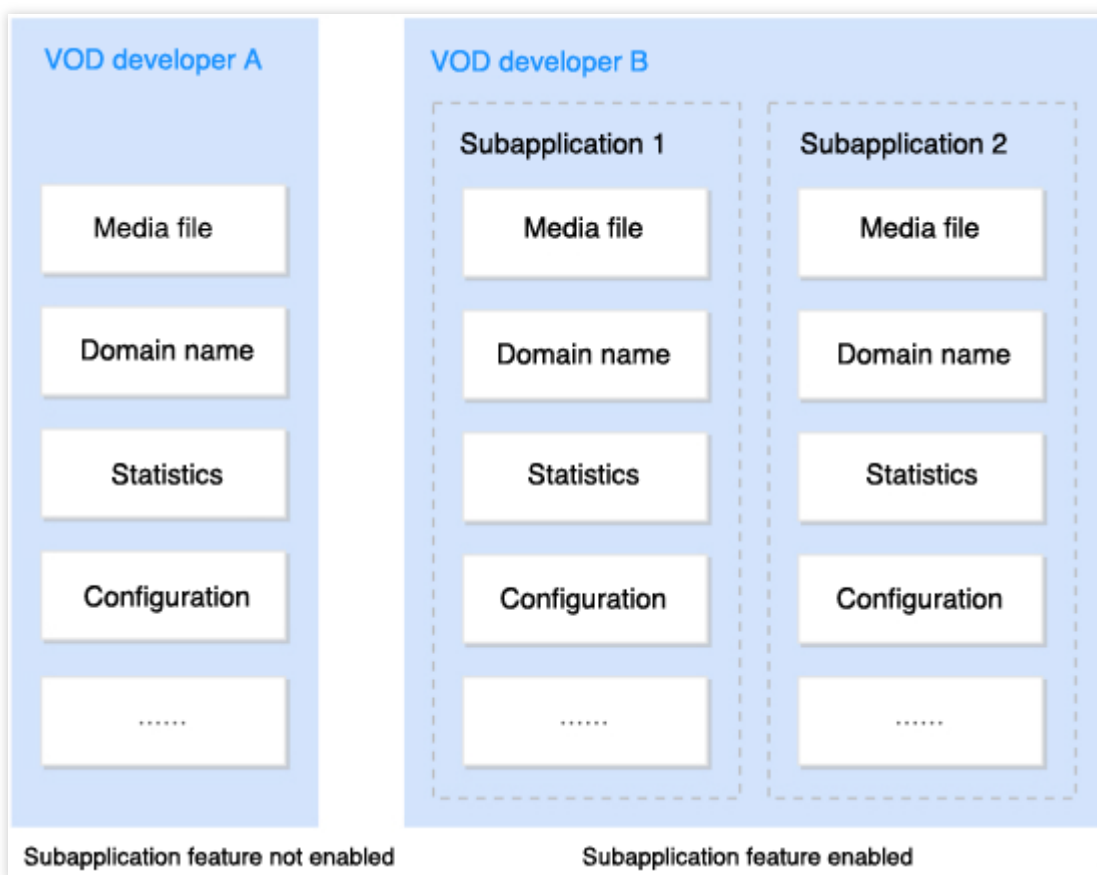 VOD developer A
Media file
Domain name
Statistics
Configuration
......
Subapplication feature not enabled
VOD developer B
Subapplication 1
Media file
Domain name
Statistics
Configuration
......
Subapplication 2
Media file
Domain name
Statistics
Configuration
......
Subapplication feature enabled